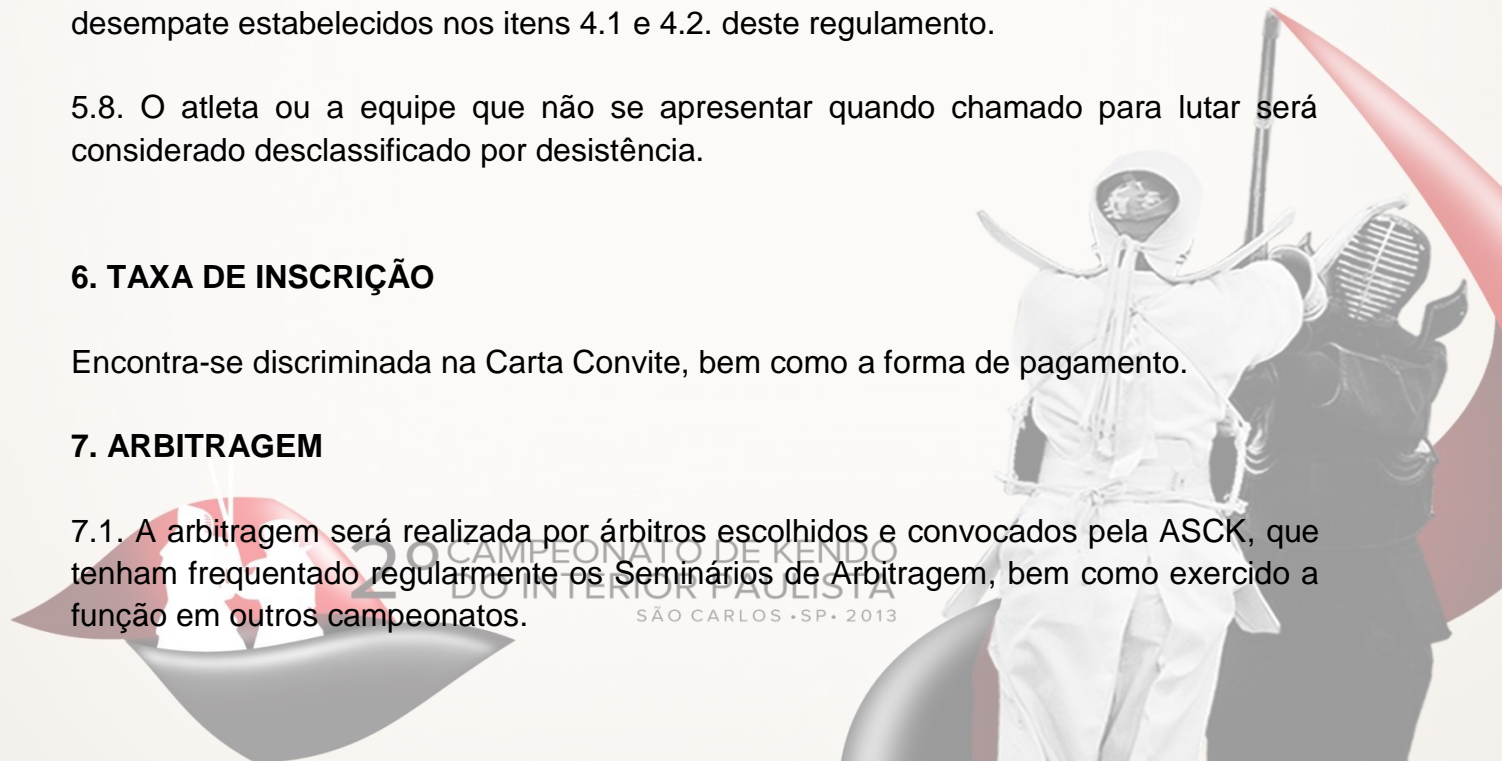 desempate estabelecidos nos itens 4.1 e 4.2. deste regulamento.
5.8. O atleta ou a equipe que não se apresentar quando chamado para lutar será
considerado desclassificado por desistência.
6. TAXA DE INSCRIÇÃO
Encontra-se discriminada na Carta Convite, bem como a forma de pagamento.
7. ARBITRAGEM
7.1. A arbitragem será realizada por árbitros escolhidos e convocados pela ASCK, que
tenham frequentado regularmente os Seminários de Arbitragem, bem como exercido a
função em outros campeonatos.
2º CAMPEONATO DE KENDO
DO INTERIOR PAULISTA
SÃO CARLOS •SP• 2013